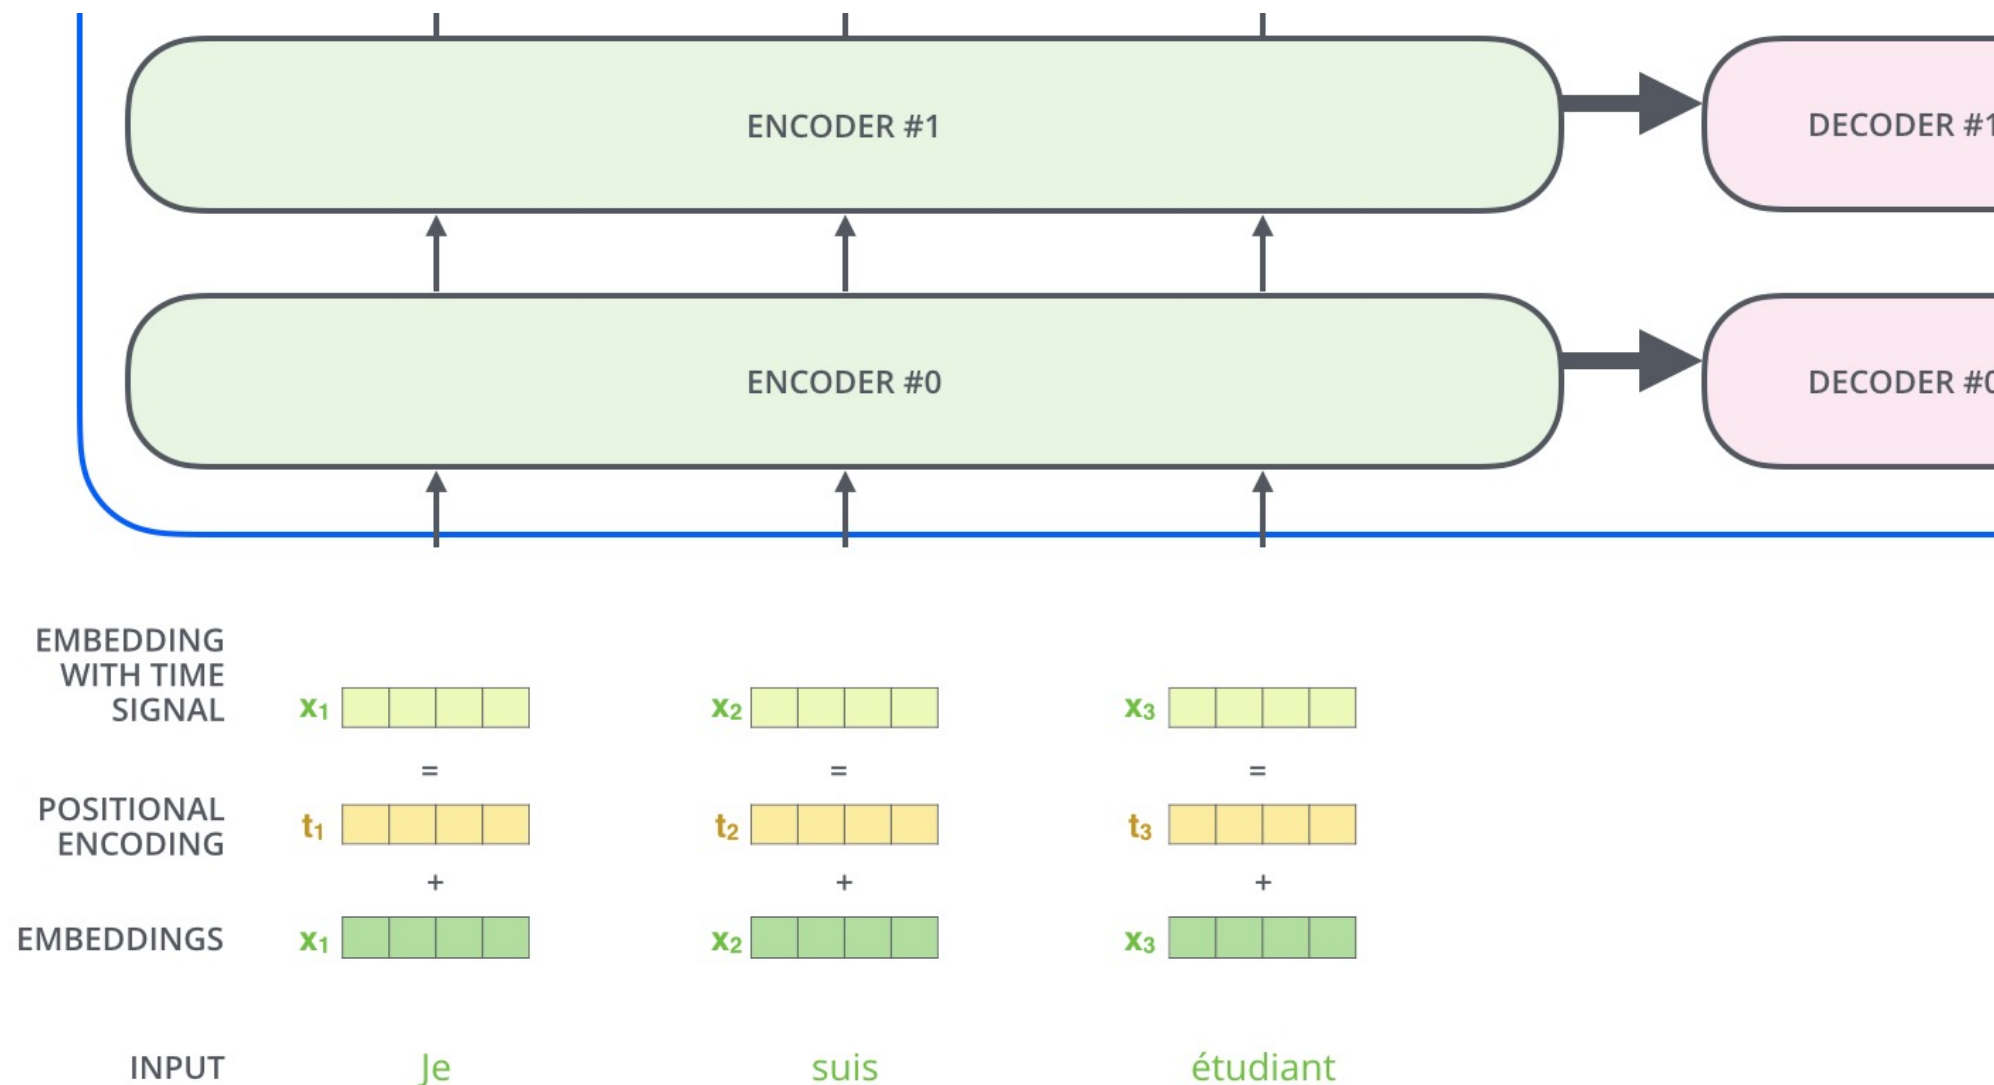 ENCODER #1
DECODER #1
ENCODER #0
DECODER #0
EMBEDDING
WITH TIME
SIGNAL
x1 x2 x3
= = =
POSITIONAL
ENCODING
t1 t2 t3
+ + +
EMBEDDINGS x1 x2 x3
INPUT Je suis étudiant